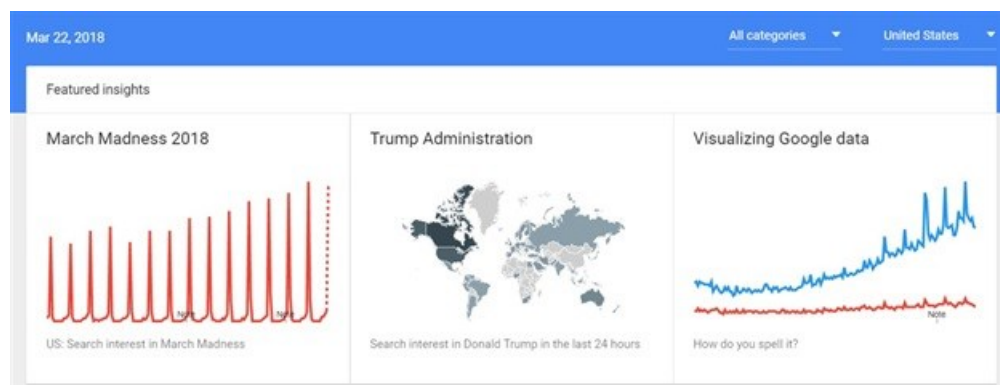 Mar 22, 2018
All categories
United States
Featured insights
March Madness 2018
Trump Administration
Visualizing Google data
Note
Note
Note
US: Search interest in March Madness
Search interest in Donald Trump in the last 24 hours
How do you spell it?